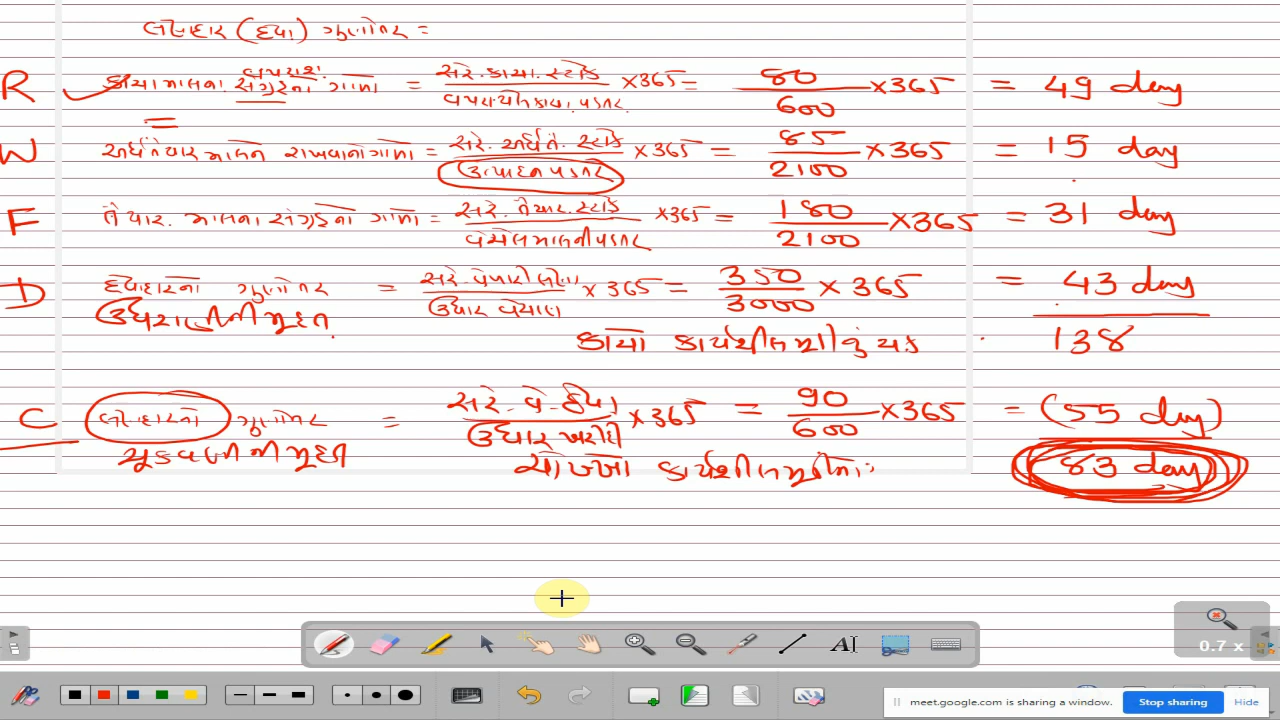 લેણદાર (દેવા) ગુણોત્તર =
R કાચામાલના વપરાશ સંગ્રહનો ગાળો = સરે. કાચા. સ્ટોક / વપરાયેલ કાચા. પડતર × 365 = 80 / 600 × 365 = 49 day
W અર્ધતૈયાર માલને રાખવાનો ગાળો = સરે. અર્ધતૈ. સ્ટોક / ઉત્પાદન પડતર × 365 = 85 / 2100 × 365 = 15 day
F તૈયાર. માલના સંગ્રહનો ગાળો = સરે. તૈયાર. સ્ટોક / વેચેલ માલની પડતર × 365 = 180 / 2100 × 365 = 31 day
D દેવાદારનો ગુણોત્તર = સરે. વેપારી લેણાં / ઉધાર વેચાણ × 365 = 350 / 3000 × 365 = 43 day
ઉઘરાણીની મુદત
કાચો કાર્યશીલ મૂડીનું ચક્ર 138
C લેણદારનો ગુણોત્તર = સરે. વે. દેવાં / ઉધાર ખરીદી × 365 = 90 / 600 × 365 = (55 day)
ચૂકવણીની મુદત
ચોખ્ખો કાર્યશીલ મૂડીનો 83 day
AI
0.7 x
meet.google.com is sharing a window. Stop sharing Hide